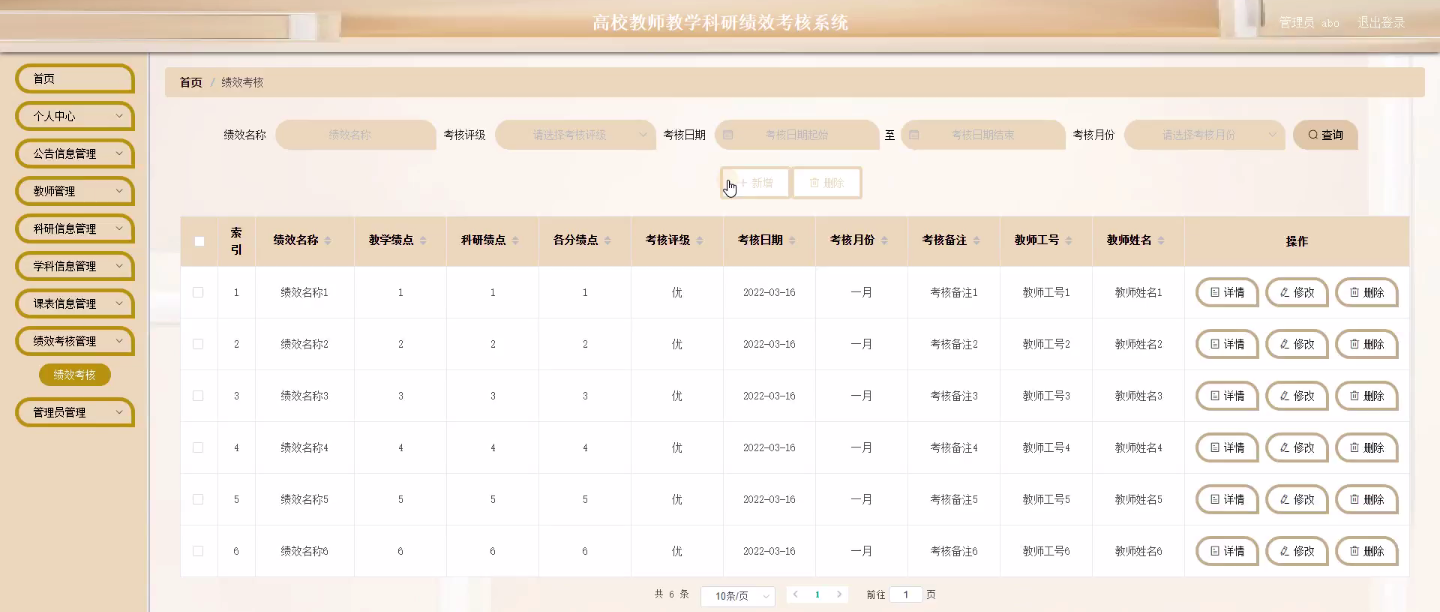 高校教师教学科研绩效考核系统
管理员 abo 退出登录
首页
个人中心
公告信息管理
教师管理
科研信息管理
学科信息管理
课表信息管理
绩效考核管理
绩效考核
管理员管理
首页 / 绩效考核
绩效名称 绩效名称 考核评级 请选择考核评级 考核日期 考核日期起始 至 考核日期结束 考核月份 请选择考核月份 查询
+ 新增 删除
索引 绩效名称 教学绩点 科研绩点 各分绩点 考核评级 考核日期 考核月份 考核备注 教师工号 教师姓名 操作
1 绩效名称1 1 1 1 优 2022-03-16 一月 考核备注1 教师工号1 教师姓名1 详情 修改 删除
2 绩效名称2 2 2 2 优 2022-03-16 一月 考核备注2 教师工号2 教师姓名2 详情 修改 删除
3 绩效名称3 3 3 3 优 2022-03-16 一月 考核备注3 教师工号3 教师姓名3 详情 修改 删除
4 绩效名称4 4 4 4 优 2022-03-16 一月 考核备注4 教师工号4 教师姓名4 详情 修改 删除
5 绩效名称5 5 5 5 优 2022-03-16 一月 考核备注5 教师工号5 教师姓名5 详情 修改 删除
6 绩效名称6 6 6 6 优 2022-03-16 一月 考核备注6 教师工号6 教师姓名6 详情 修改 删除
共 6 条 10条/页 1 前往 1 页